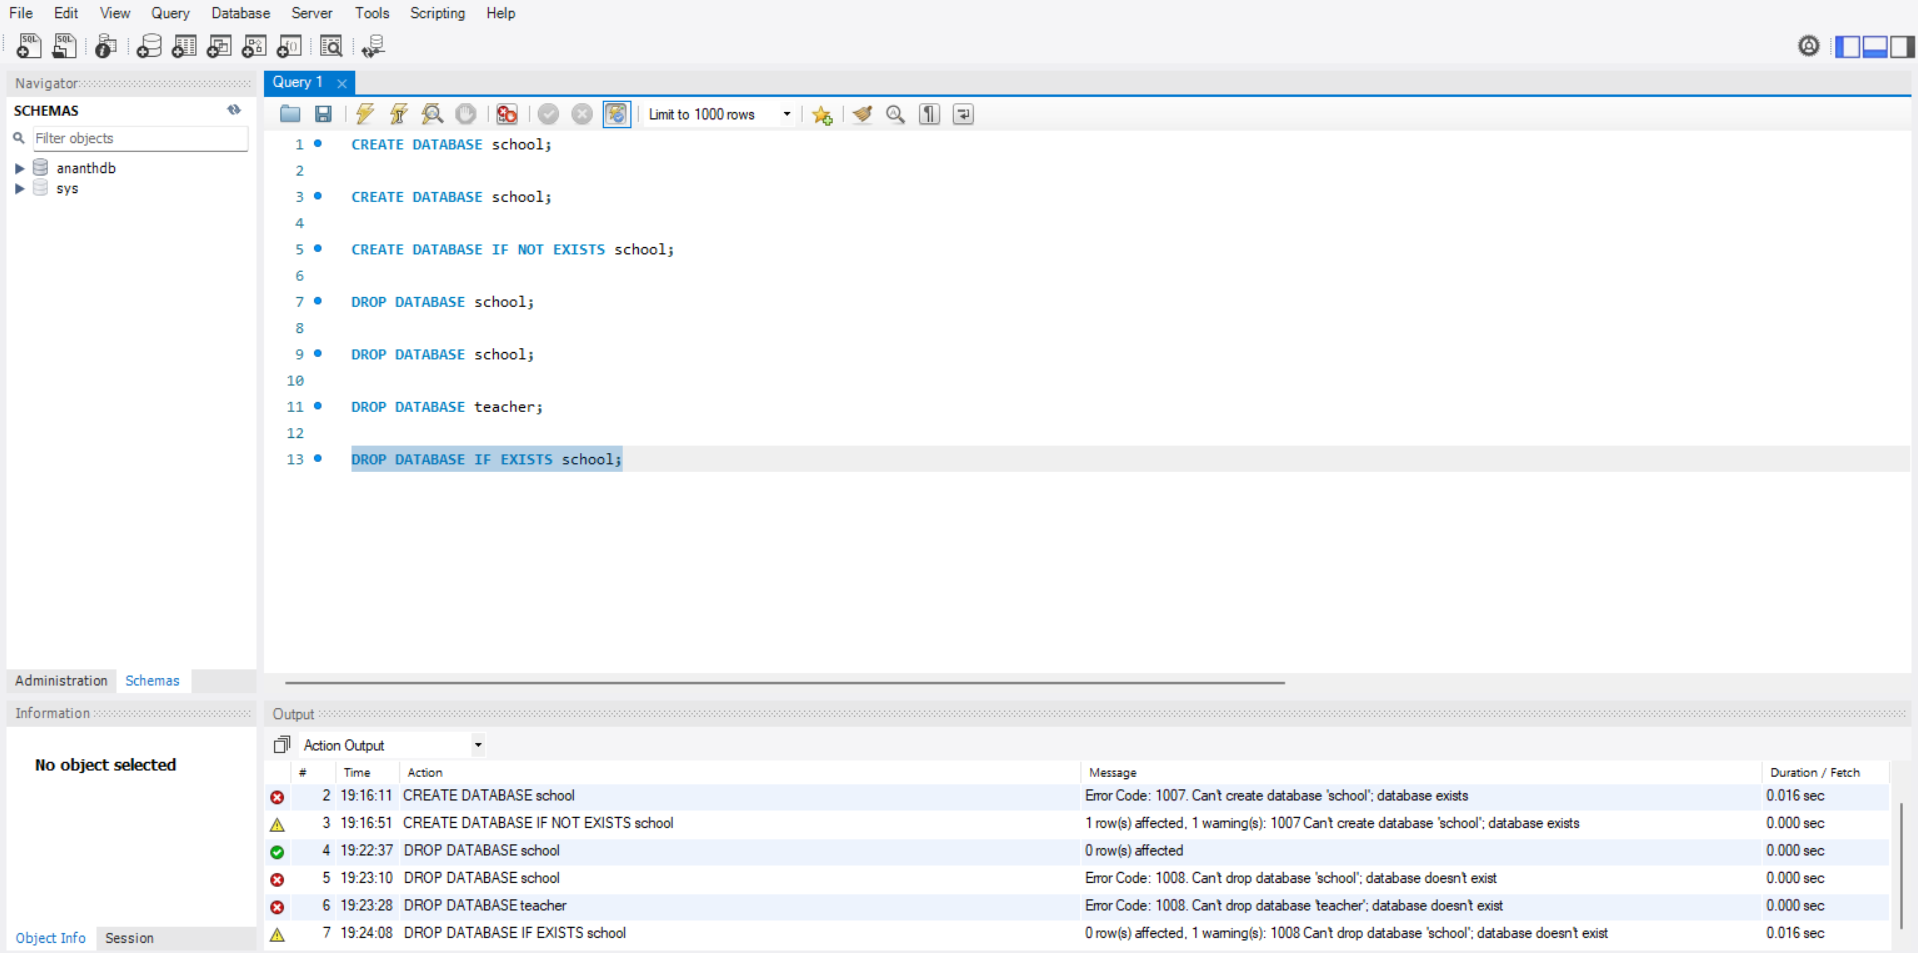 File Edit View Query Database Server Tools Scripting Help
Navigator
SCHEMAS
Filter objects
ananthdb
sys
Administration Schemas
Information
No object selected
Object Info Session
Query 1
Limit to 1000 rows
1 CREATE DATABASE school;
2
3 CREATE DATABASE school;
4
5 CREATE DATABASE IF NOT EXISTS school;
6
7 DROP DATABASE school;
8
9 DROP DATABASE school;
10
11 DROP DATABASE teacher;
12
13 DROP DATABASE IF EXISTS school;
Output
Action Output
# Time Action Message Duration / Fetch
2 19:16:11 CREATE DATABASE school Error Code: 1007. Can't create database 'school'; database exists 0.016 sec
3 19:16:51 CREATE DATABASE IF NOT EXISTS school 1 row(s) affected, 1 warning(s): 1007 Can't create database 'school'; database exists 0.000 sec
4 19:22:37 DROP DATABASE school 0 row(s) affected 0.000 sec
5 19:23:10 DROP DATABASE school Error Code: 1008. Can't drop database 'school'; database doesn't exist 0.000 sec
6 19:23:28 DROP DATABASE teacher Error Code: 1008. Can't drop database 'teacher'; database doesn't exist 0.000 sec
7 19:24:08 DROP DATABASE IF EXISTS school 0 row(s) affected, 1 warning(s): 1008 Can't drop database 'school'; database doesn't exist 0.016 sec